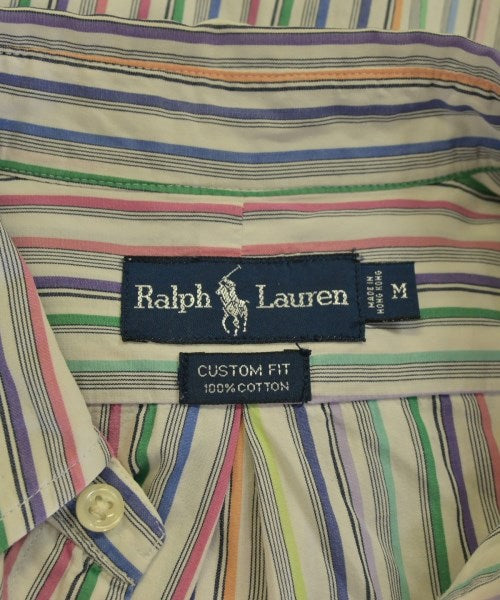 Ralph Lauren
MADE IN
HONG KONG
M
CUSTOM FIT
100% COTTON